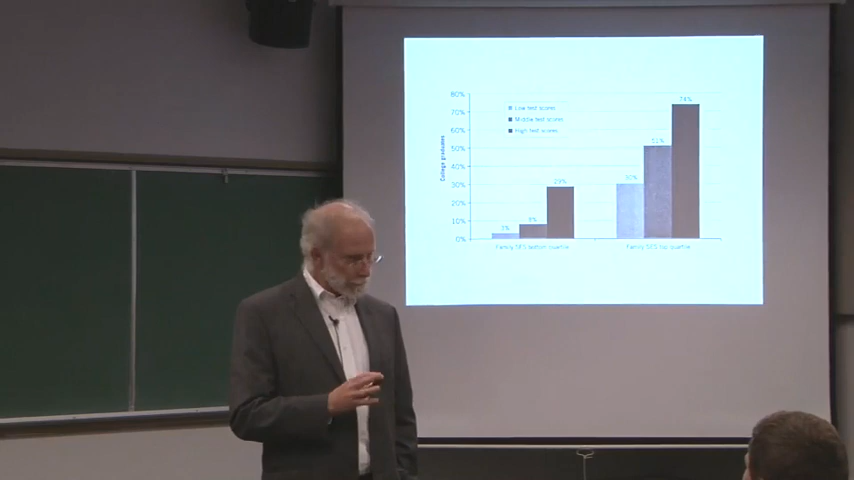 80%
70%
60%
50%
40%
30%
20%
10%
0%
College graduates
Low test scores
Middle test scores
High test scores
3%
8%
29%
30%
51%
74%
Family SES bottom quartile
Family SES top quartile